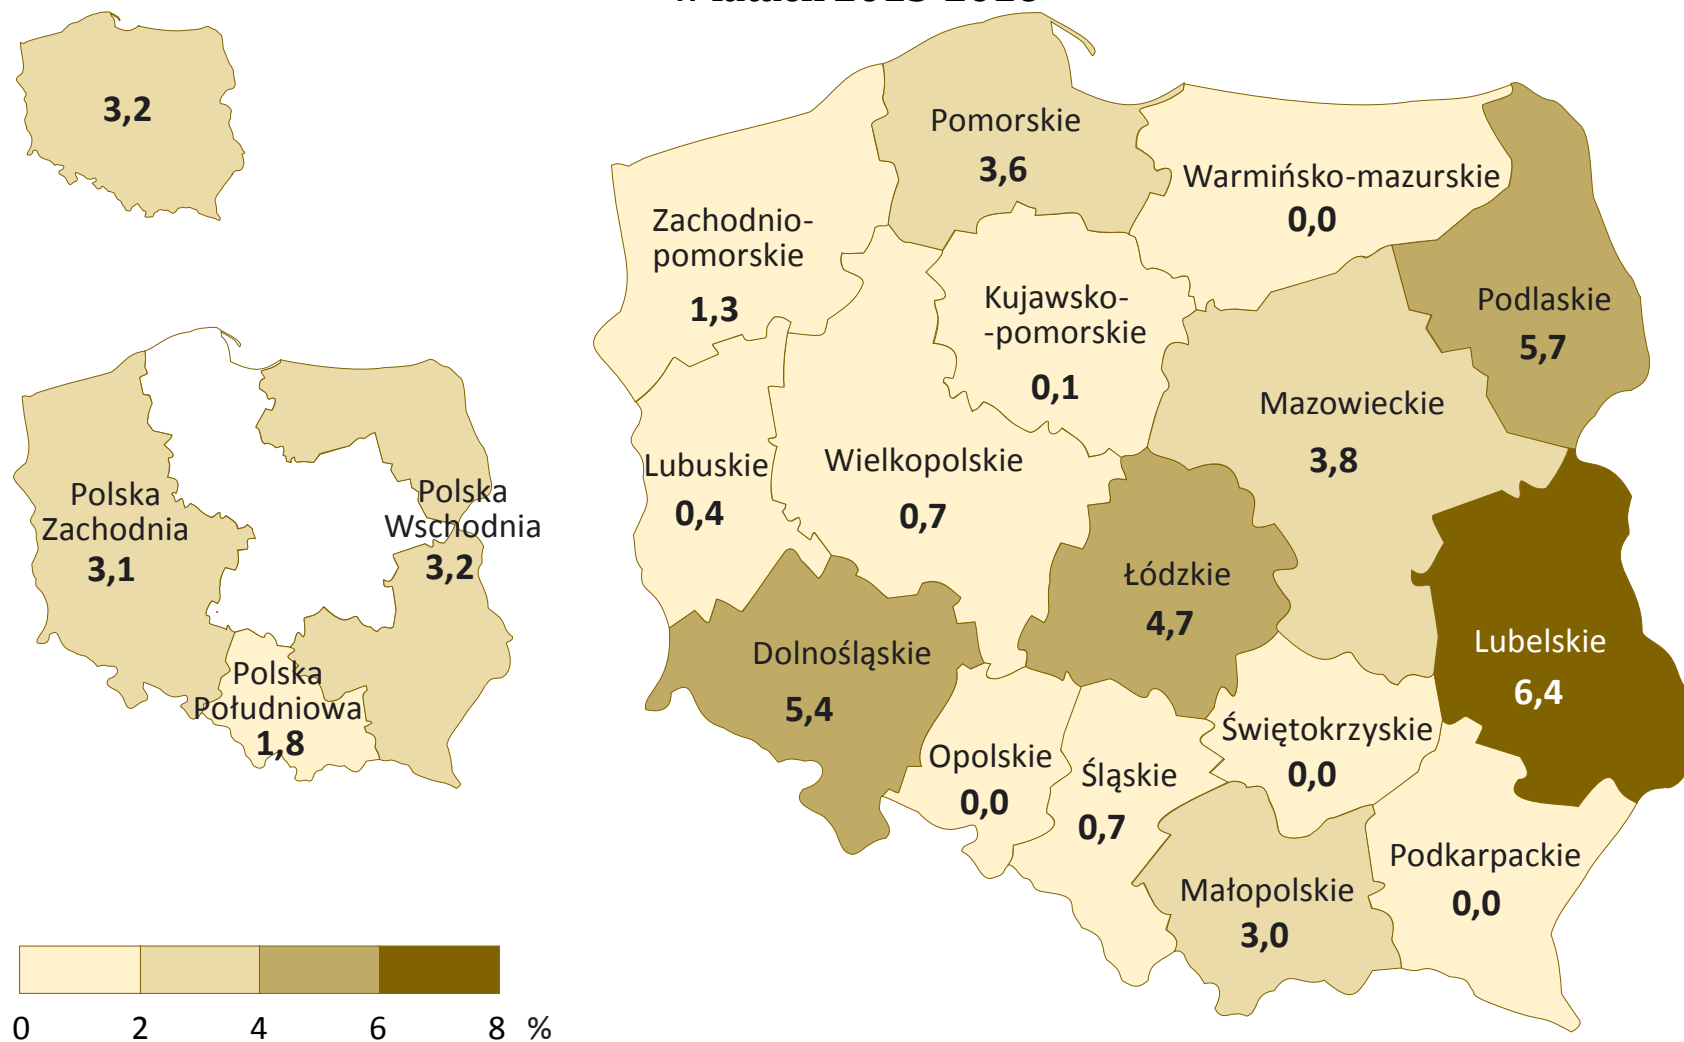 3,2
Polska
Zachodnia
3,1
Polska
Wschodnia
3,2
Polska
Południowa
1,8
0 2 4 6 8 %
Pomorskie
3,6
Warmińsko-mazurskie
0,0
Zachodnio-
pomorskie
1,3
Kujawsko-
-pomorskie
0,1
Podlaskie
5,7
Mazowieckie
3,8
Lubuskie
0,4
Wielkopolskie
0,7
Łódzkie
4,7
Dolnośląskie
5,4
Lubelskie
6,4
Opolskie
0,0
Śląskie
0,7
Świętokrzyskie
0,0
Małopolskie
3,0
Podkarpackie
0,0